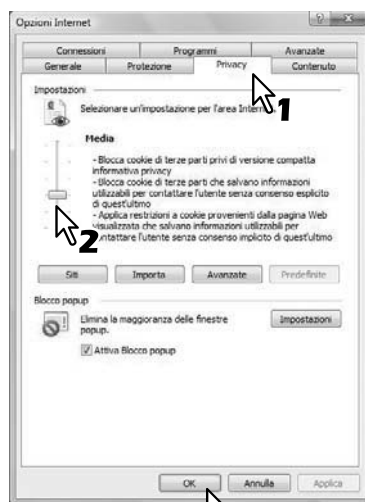 Opzioni Internet
Connessioni Programmi Avanzate
Generale Protezione Privacy Contenuto
1
Impostazioni
Selezionare un'impostazione per l'area
Media
- Blocca cookie di terze parti privi di versione compatta
informativa privacy
- Blocca cookie di terze parti che salvano informazioni
utilizzabili per contattare l'utente senza consenso esplicito
di quest'ultimo
- Applica restrizioni a cookie provenienti dalla pagina Web
visualizzata che salvano informazioni utilizzabili per
contattare l'utente senza consenso implicito di quest'ultimo
2
Siti Importa Avanzate Predefinite
Blocco popup
Elimina la maggioranza delle finestre
popup.
Impostazioni
Attiva Blocco popup
OK Annulla Applica